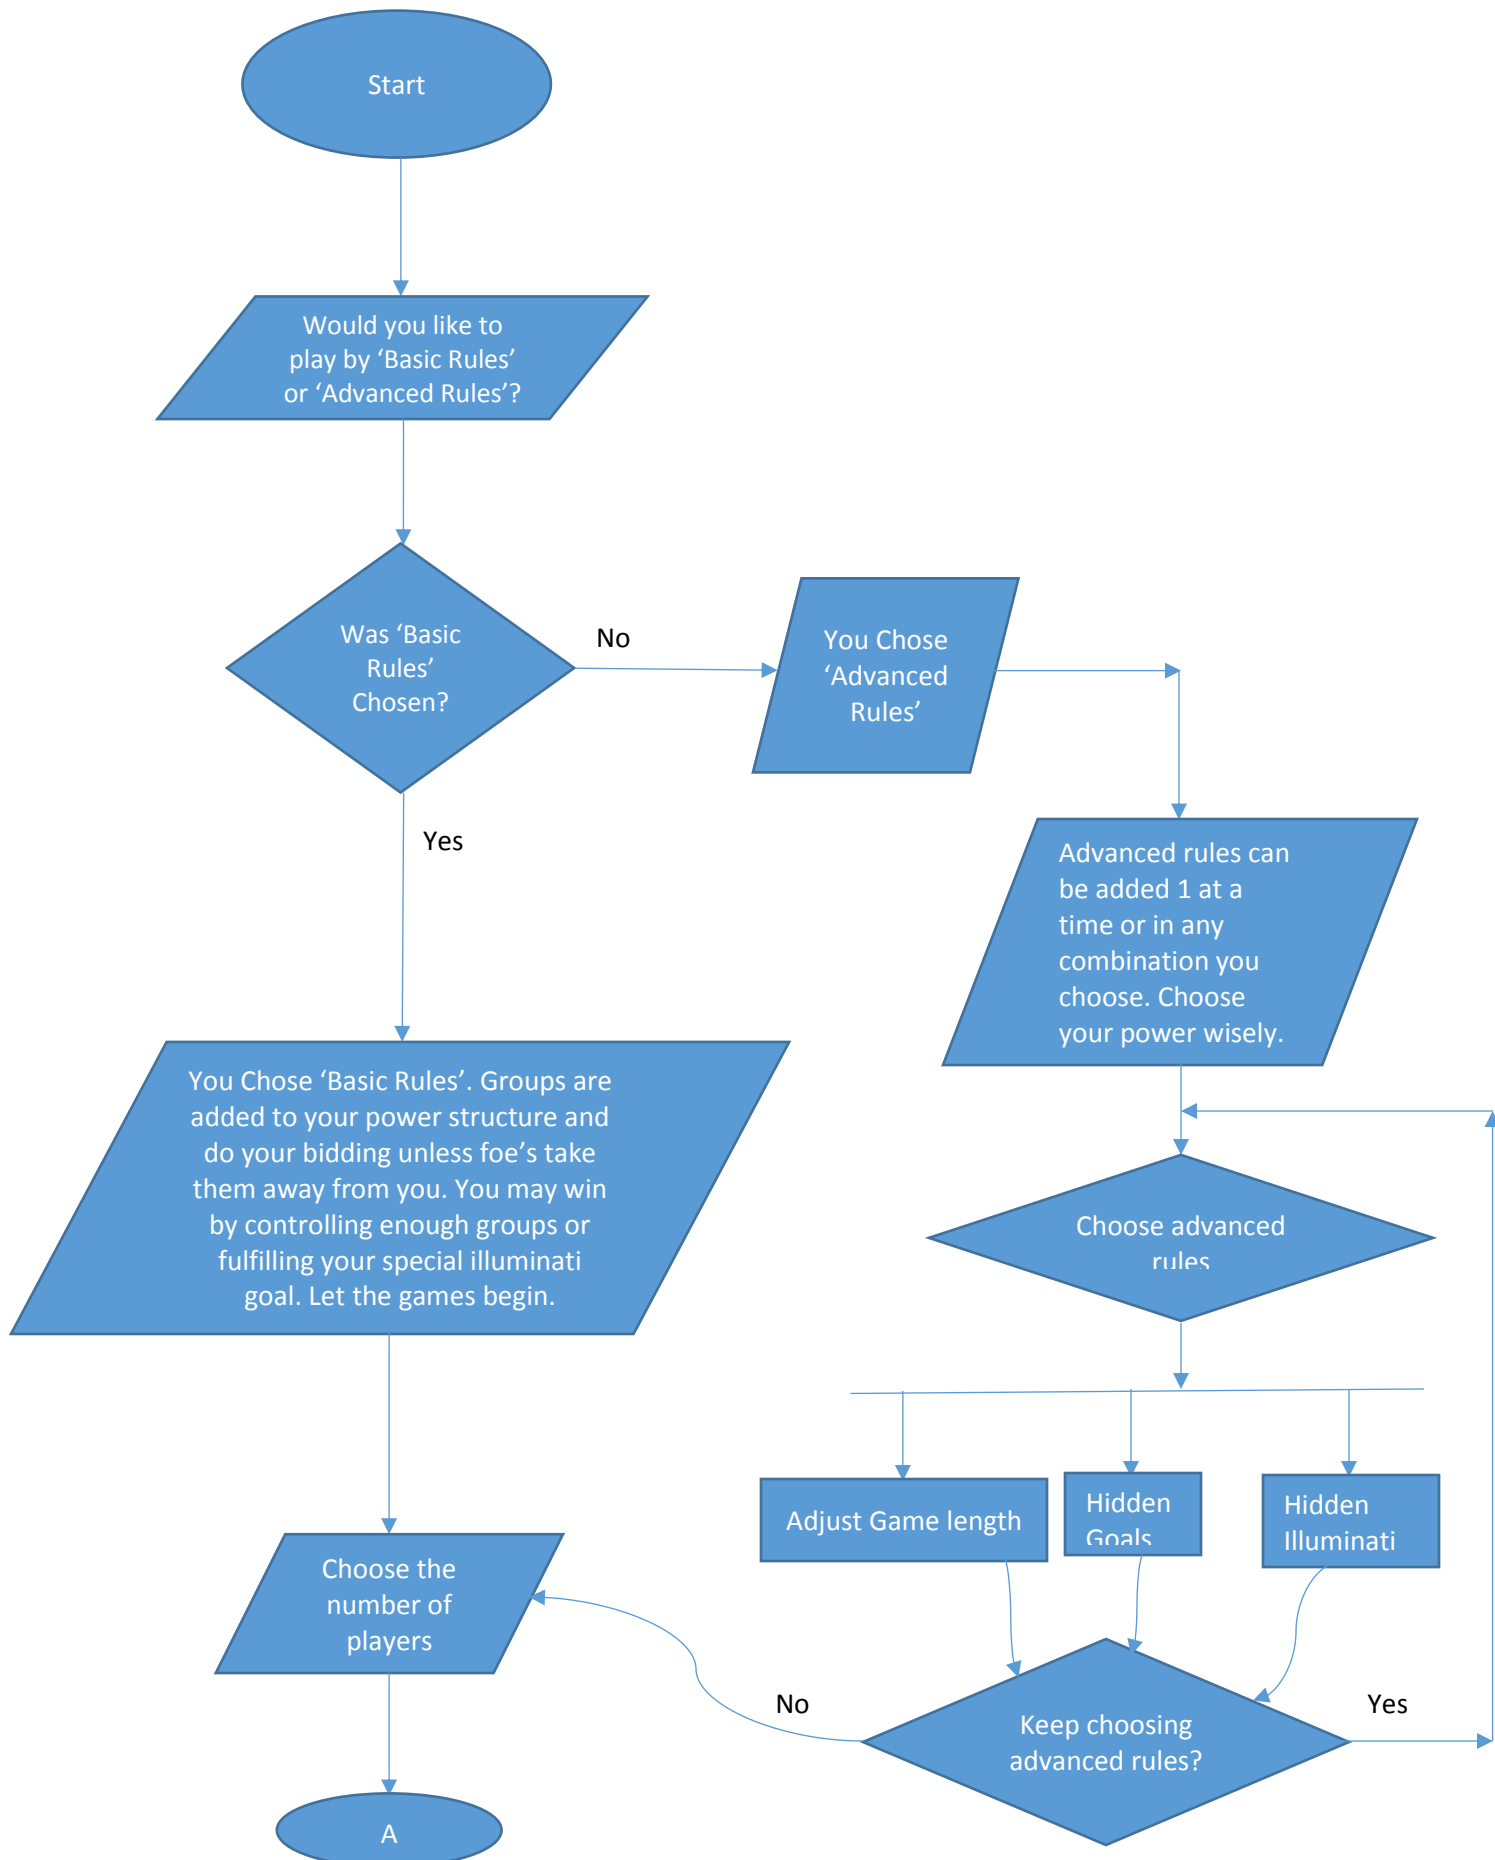 Start
Would you like to
play by ‘Basic Rules’
or ‘Advanced Rules’?
Was ‘Basic
Rules’
Chosen?
No
You Chose
‘Advanced
Rules’
Yes
Advanced rules can
be added 1 at a
time or in any
combination you
choose. Choose
your power wisely.
You Chose ‘Basic Rules’. Groups are
added to your power structure and
do your bidding unless foe’s take
them away from you. You may win
by controlling enough groups or
fulfilling your special illuminati
goal. Let the games begin.
Choose advanced
rules
Adjust Game length
Hidden
Goals
Hidden
Illuminati
Choose the
number of
players
No
Keep choosing
advanced rules?
Yes
A